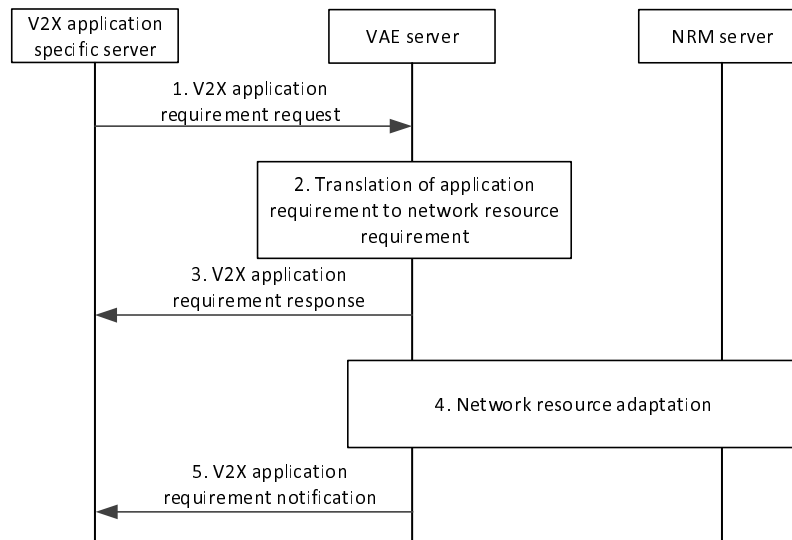 V2X application
specific server
VAE server
NRM server
1. V2X application
requirement request
2. Translation of application
requirement to network resource
requirement
3. V2X application
requirement response
4. Network resource adaptation
5. V2X application
requirement notification